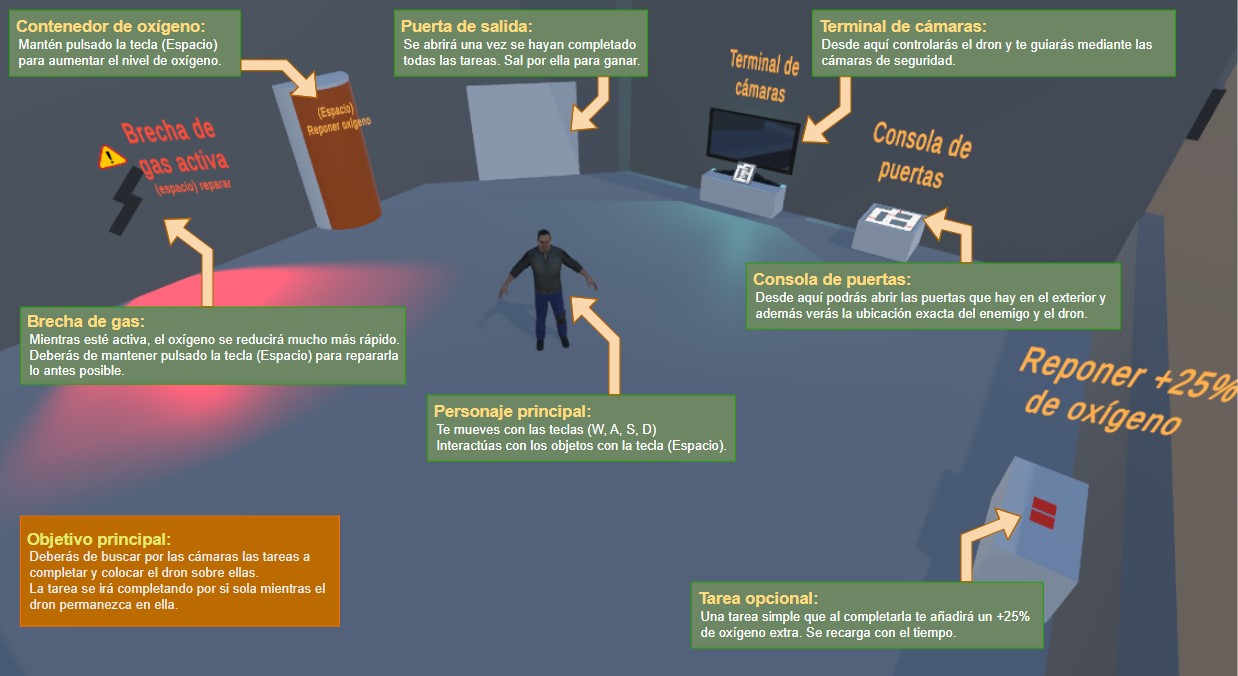 Contenedor de oxígeno:
Mantén pulsado la tecla (Espacio)
para aumentar el nivel de oxígeno.
Puerta de salida:
Se abrirá una vez se hayan completado
todas las tareas. Sal por ella para ganar.
Terminal de cámaras:
Desde aquí controlarás el dron y te guiarás mediante las
cámaras de seguridad.
Terminal de
cámaras
(Espacio)
Reponer oxígeno
Brecha de
gas activa
(espacio) reparar
Consola de
puertas
Consola de puertas:
Desde aquí podrás abrir las puertas que hay en el exterior y
además verás la ubicación exacta del enemigo y el dron.
Brecha de gas:
Mientras esté activa, el oxígeno se reducirá mucho más rápido.
Deberás de mantener pulsado la tecla (Espacio) para repararla
lo antes posible.
Reponer +25%
de oxígeno
Personaje principal:
Te mueves con las teclas (W, A, S, D)
Interactúas con los objetos con la tecla (Espacio).
Objetivo principal:
Deberás de buscar por las cámaras las tareas a
completar y colocar el dron sobre ellas.
La tarea se irá completando por si sola mientras el
dron permanezca en ella.
Tarea opcional:
Una tarea simple que al completarla te añadirá un +25%
de oxígeno extra. Se recarga con el tiempo.